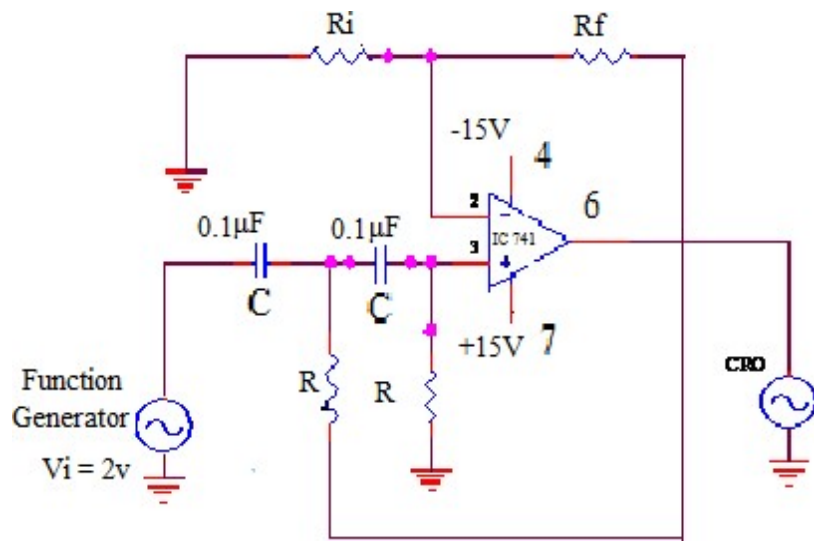 Ri
Rf
-15V
4
2
6
0.1µF
0.1µF
IC 741
3
C
C
+15V
7
CRO
Function
Generator
R
R
Vi = 2v